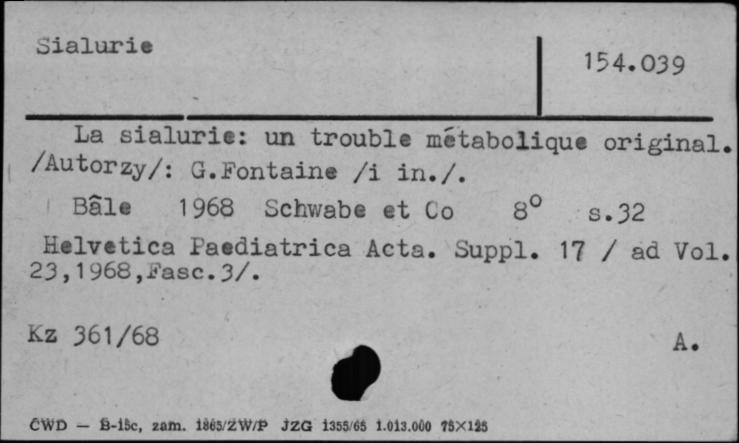 Sialurie
154.039
La sialurie: un trouble métabolique original.
/Autorzy/: G.Fontaine /i in./.
Bâle 1968 Schwabe et Co 8° s.32
Helvetica Paediatrica Acta. Suppl. 17 / ad Vol.
23,1968,Fasc.3/.
Kz 361/68
A.
CWD — B-15c, zam. 1865/ZW/P JZG 1355/65 1.013.000 75×125